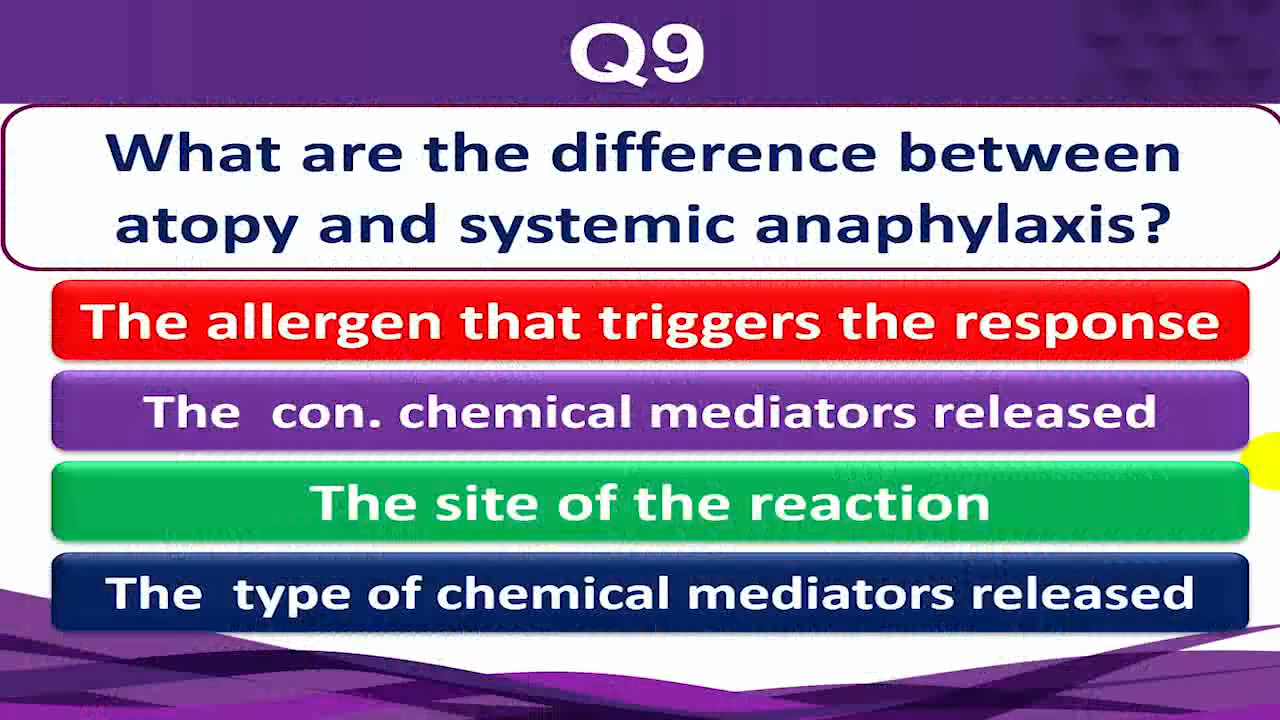 Q9
What are the difference between
atopy and systemic anaphylaxis?
The allergen that triggers the response
The con. chemical mediators released
The site of the reaction
The type of chemical mediators released